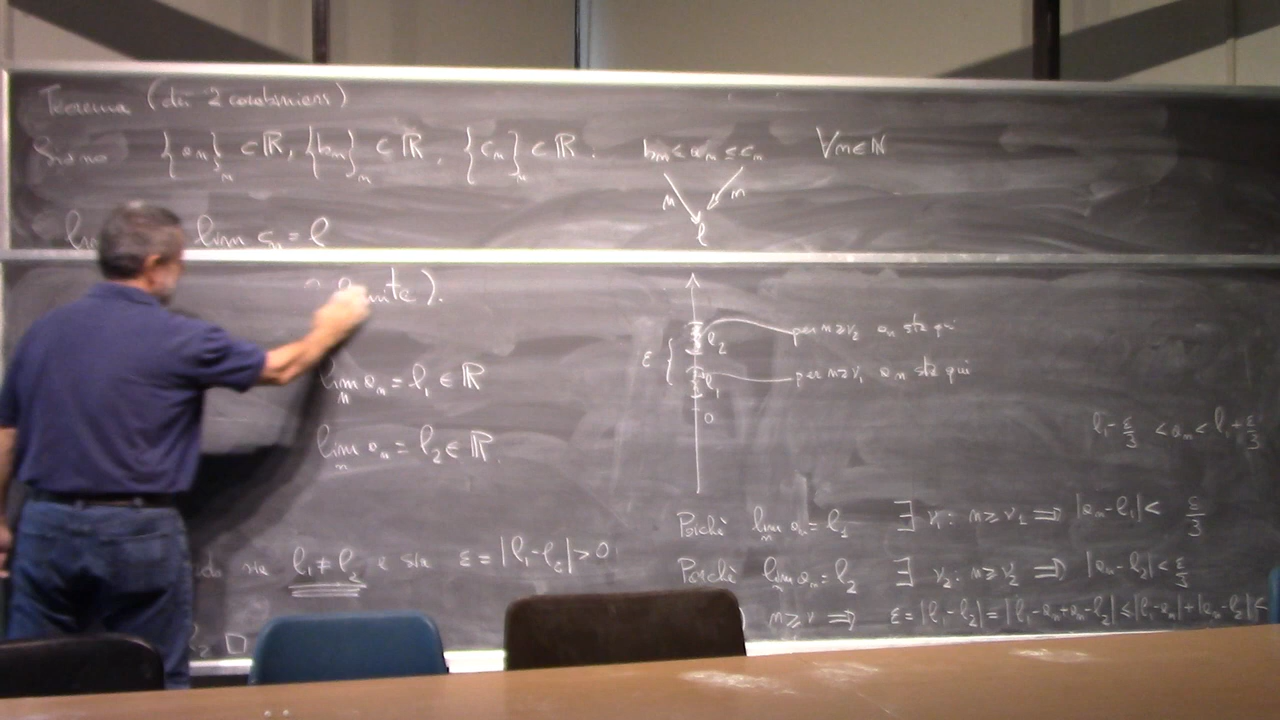 Teorema (dei 2 carabinieri)
Siano {a_n}_n ⊂ ℝ, {b_n}_n ⊂ ℝ, {c_n}_n ⊂ ℝ. b_n ≤ a_n ≤ c_n ∀n∈ℕ
n n
l
lim c_n = l
).
ε { l_2 per n≥ν_2 a_n sta qui
l_1 per n≥ν_1 a_n sta qui
0
lim_n a_n = l_1 ∈ ℝ
lim_n a_n = l_2 ∈ ℝ.
l_1 - ε/3 < a_n < l_1 + ε/3
Poichè lim_n a_n = l_1 ∃ ν_1: n≥ν_1 ⟹ |a_n - l_1| < ε/3
sia l_1 ≠ l_2 e sia ε = |l_1 - l_2| > 0
Poichè lim_n a_n = l_2 ∃ ν_2: n≥ν_2 ⟹ |a_n - l_2| < ε/3
n≥ν ⟹ ε = |l_1 - l_2| = |l_1 - a_n + a_n - l_2| ≤ |l_1 - a_n| + |a_n - l_2| <
□